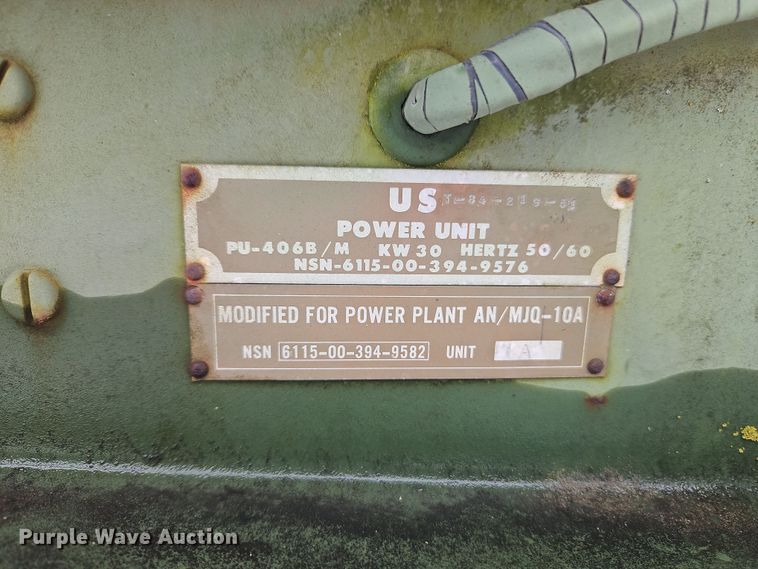 US
POWER UNIT
PU-406B/M KW 30 HERTZ 50/60
NSN-6115-00-394-9576
MODIFIED FOR POWER PLANT AN/MJQ-10A
NSN 6115-00-394-9582 UNIT A
Purple Wave Auction